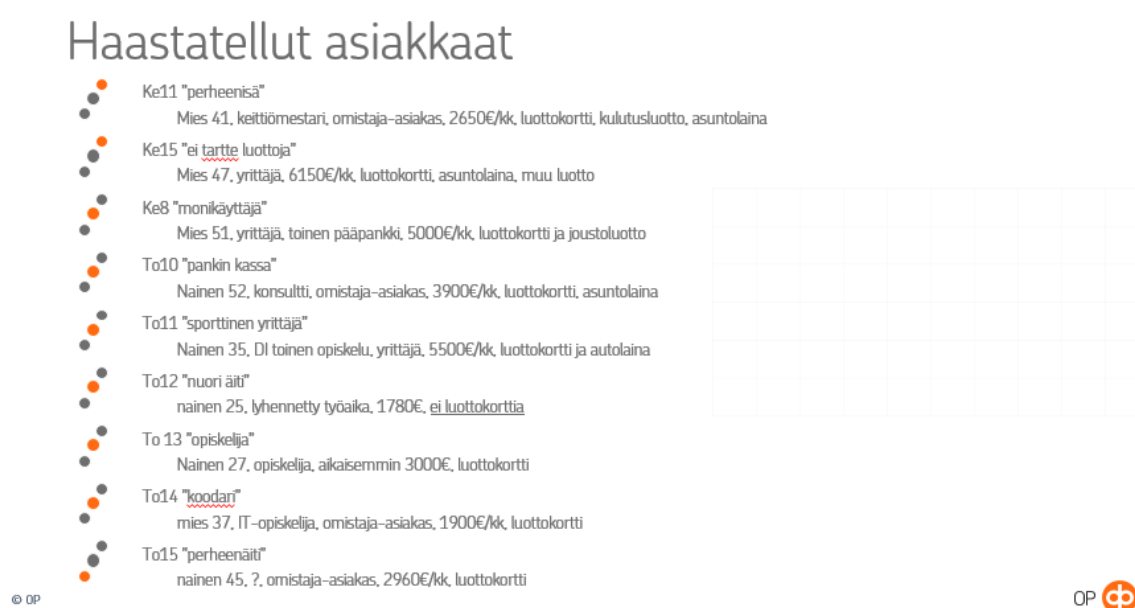 Haastatellut asiakkaat
Ke11 "perheenisä"
Mies 41, keittiömestari, omistaja-asiakas, 2650€/kk, luottokortti, kulutusluotto, asuntolaina
Ke15 "ei tartte luottoja"
Mies 47, yrittäjä, 6150€/kk, luottokortti, asuntolaina, muu luotto
Ke8 "monikäyttäjä"
Mies 51, yrittäjä, toinen pääpankki, 5000€/kk, luottokortti ja joustoluotto
To10 "pankin kassa"
Nainen 52, konsultti, omistaja-asiakas, 3900€/kk, luottokortti, asuntolaina
To11 "sporttinen yrittäjä"
Nainen 35, DI toinen opiskelu, yrittäjä, 5500€/kk, luottokortti ja autolaina
To12 "nuori äiti"
nainen 25, lyhennetty työaika, 1780€, ei luottokorttia
To 13 "opiskelija"
Nainen 27, opiskelija, aikaisemmin 3000€, luottokortti
To14 "koodari"
mies 37, IT-opiskelija, omistaja-asiakas, 1900€/kk, luottokortti
To15 "perheenäiti"
nainen 45, ?, omistaja-asiakas, 2960€/kk, luottokortti
© OP
OP